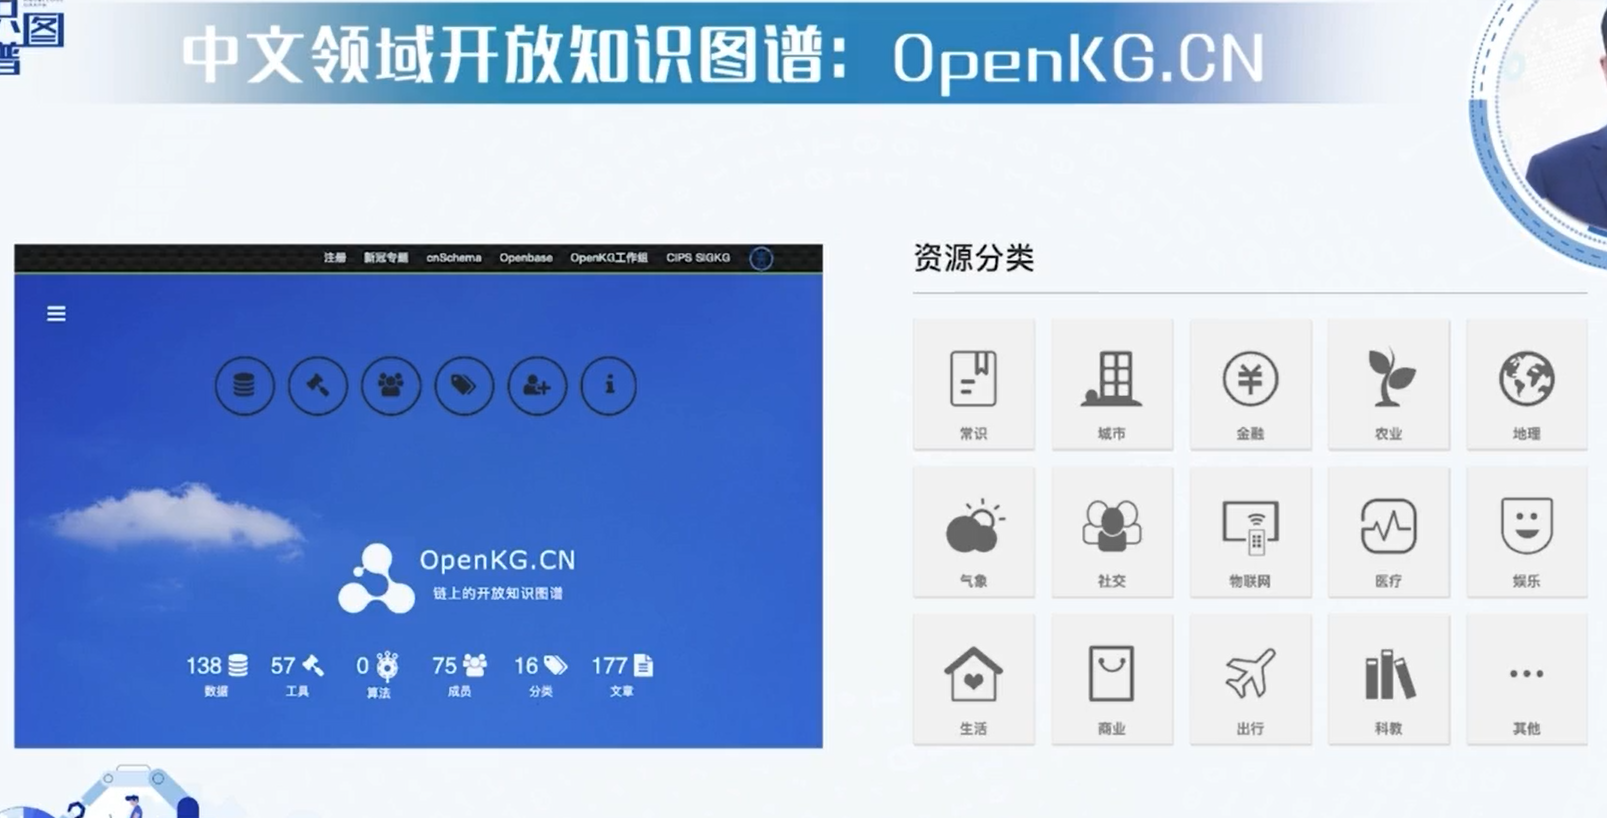 中文领域开放知识图谱：OpenKG.CN
识图
谱
注册 新冠专题 cnSchema Openbase OpenKG工作组 CIPS SIGKG
OpenKG.CN
链上的开放知识图谱
138 57 0 75 16 177
数据 工具 算法 成员 分类 文章
资源分类
常识 城市 金融 农业 地理
气象 社交 物联网 医疗 娱乐
生活 商业 出行 科教 其他